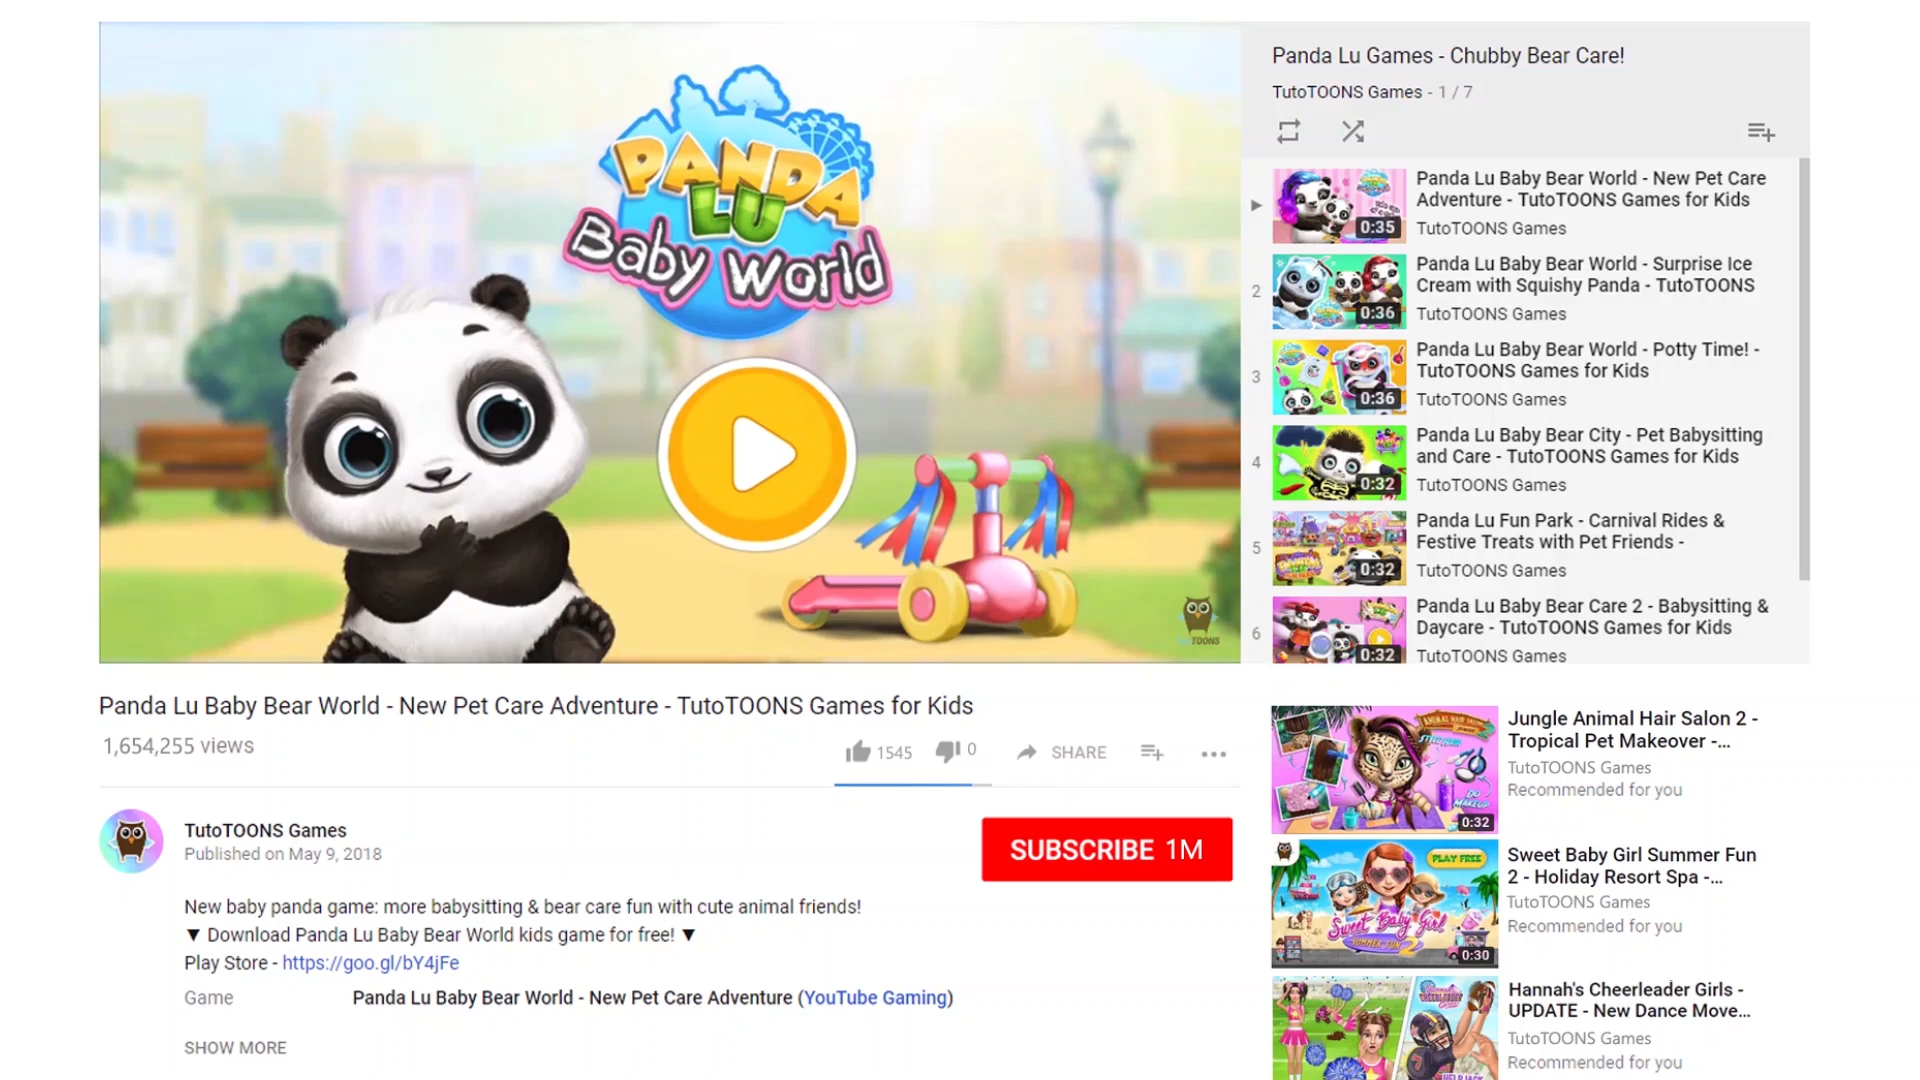 PANDA
LU
Baby World
TOONS
Panda Lu Games - Chubby Bear Care!
TutoTOONS Games - 1 / 7
Panda Lu Baby Bear World - New Pet Care
Adventure - TutoTOONS Games for Kids
TutoTOONS Games
0:35
2
Panda Lu Baby Bear World - Surprise Ice
Cream with Squishy Panda - TutoTOONS
TutoTOONS Games
0:36
3
Panda Lu Baby Bear World - Potty Time! -
TutoTOONS Games for Kids
TutoTOONS Games
0:36
4
Panda Lu Baby Bear City - Pet Babysitting
and Care - TutoTOONS Games for Kids
TutoTOONS Games
0:32
5
Panda Lu Fun Park - Carnival Rides &
Festive Treats with Pet Friends -
TutoTOONS Games
0:32
6
Panda Lu Baby Bear Care 2 - Babysitting &
Daycare - TutoTOONS Games for Kids
TutoTOONS Games
0:32
Panda Lu Baby Bear World - New Pet Care Adventure - TutoTOONS Games for Kids
1,654,255 views
1545
0
SHARE
TutoTOONS Games
Published on May 9, 2018
SUBSCRIBE 1M
New baby panda game: more babysitting & bear care fun with cute animal friends!
▼ Download Panda Lu Baby Bear World kids game for free! ▼
Play Store - https://goo.gl/bY4jFe
Game Panda Lu Baby Bear World - New Pet Care Adventure (YouTube Gaming)
SHOW MORE
Jungle Animal Hair Salon 2 -
Tropical Pet Makeover -...
TutoTOONS Games
Recommended for you
DO
MAKEUP
0:32
Sweet Baby Girl Summer Fun
2 - Holiday Resort Spa -...
TutoTOONS Games
Recommended for you
PLAY FREE
Sweet Baby Girl
SUMMER FUN
2
0:30
Hannah's Cheerleader Girls -
UPDATE - New Dance Move...
TutoTOONS Games
Recommended for you
HELP JACK